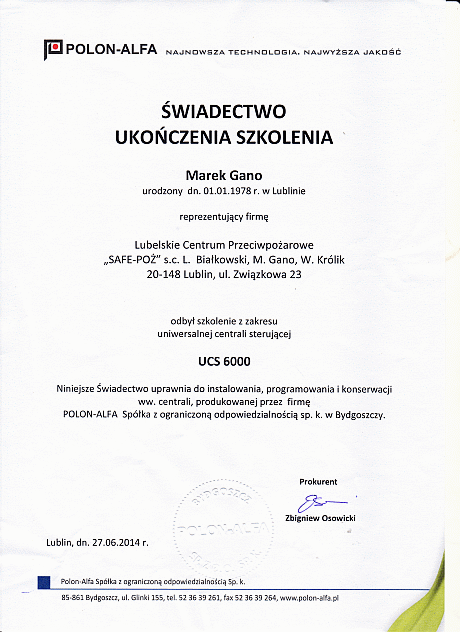 POLON-ALFA NAJNOWSZA TECHNOLOGIA. NAJWYŻSZA JAKOŚĆ
ŚWIADECTWO
UKOŃCZENIA SZKOLENIA
Marek Gano
urodzony dn. 01.01.1978 r. w Lublinie
reprezentujący firmę
Lubelskie Centrum Przeciwpożarowe
„SAFE-POŻ” s.c. L. Białkowski, M. Gano, W. Królik
20-148 Lublin, ul. Związkowa 23
odbył szkolenie z zakresu
uniwersalnej centrali sterującej
UCS 6000
Niniejsze Świadectwo uprawnia do instalowania, programowania i konserwacji
ww. centrali, produkowanej przez firmę
POLON-ALFA Spółka z ograniczoną odpowiedzialnością sp. k. w Bydgoszczy.
Prokurent
Zbigniew Osowicki
BYDGOSZCZ
POLON-ALFA
Lublin, dn. 27.06.2014 r.
Polon-Alfa Spółka z ograniczoną odpowiedzialnością Sp. k.
85-861 Bydgoszcz, ul. Glinki 155, tel. 52 36 39 261, fax 52 36 39 264, www.polon-alfa.pl